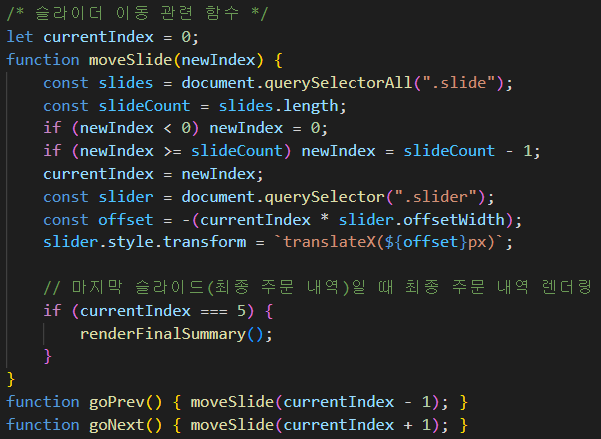 /* 슬라이더 이동 관련 함수 */
let currentIndex = 0;
function moveSlide(newIndex) {
    const slides = document.querySelectorAll(".slide");
    const slideCount = slides.length;
    if (newIndex < 0) newIndex = 0;
    if (newIndex >= slideCount) newIndex = slideCount - 1;
    currentIndex = newIndex;
    const slider = document.querySelector(".slider");
    const offset = -(currentIndex * slider.offsetWidth);
    slider.style.transform = `translateX(${offset}px)`;

    // 마지막 슬라이드(최종 주문 내역)일 때 최종 주문 내역 렌더링
    if (currentIndex === 5) {
        renderFinalSummary();
    }
}
function goPrev() { moveSlide(currentIndex - 1); }
function goNext() { moveSlide(currentIndex + 1); }